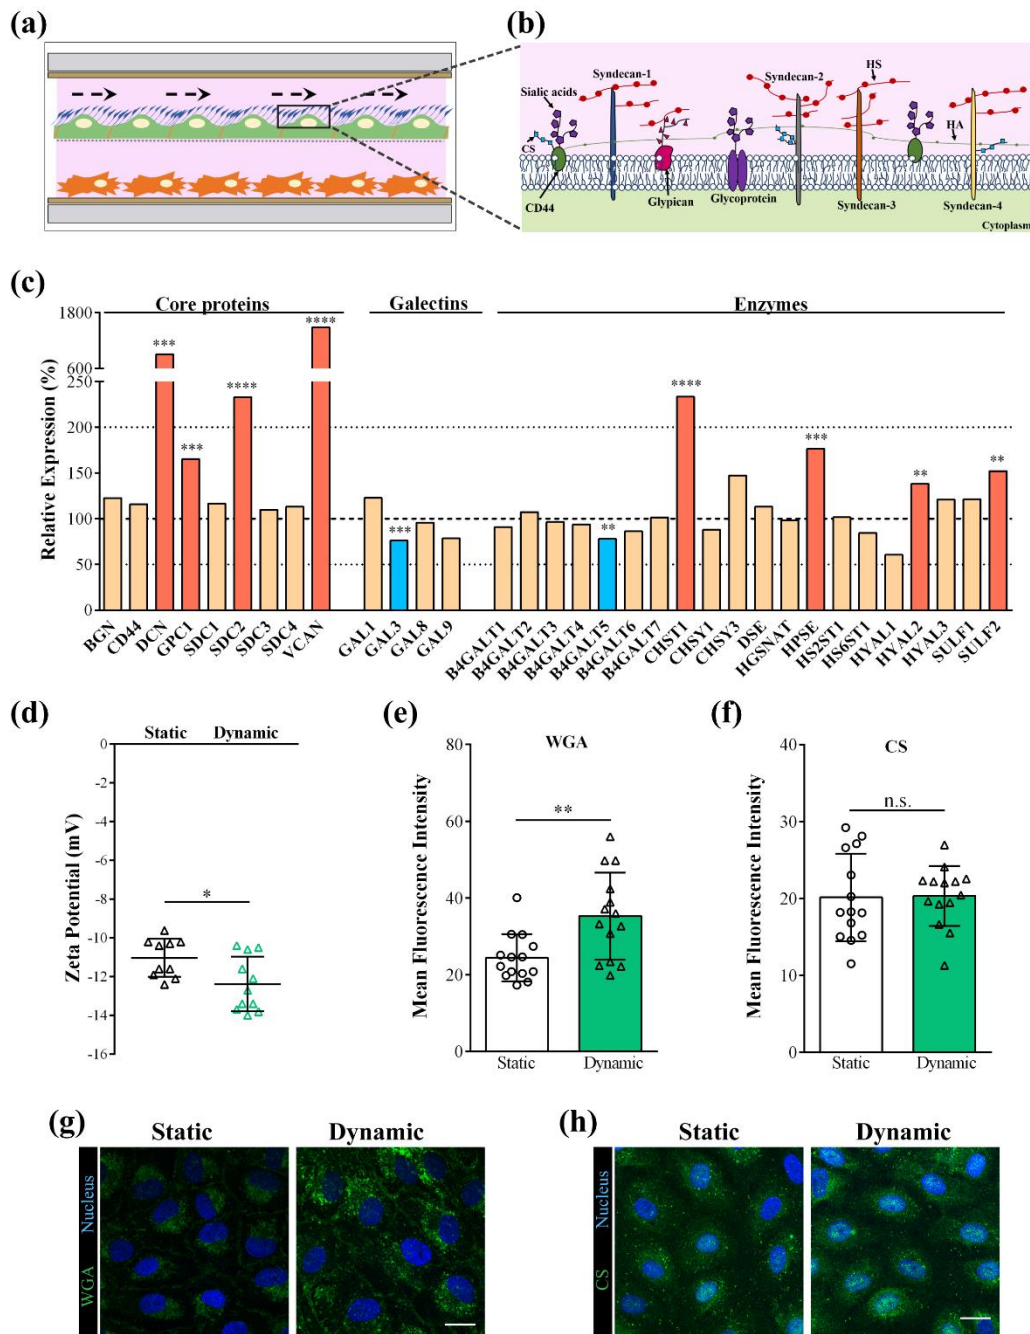 (a)
(b)
Sialic acids
Syndecan-1
Syndecan-2
HS
CS
HA
CD44
Glypican
Glycoprotein
Syndecan-3
Syndecan-4
Cytoplasm
(c)
Core proteins
Galectins
Enzymes
Relative Expression (%)
1800
600
250
200
150
100
50
0
***
***
****
****
***
**
****
***
**
**
BGN
CD44
DCN
GPC1
SDC1
SDC2
SDC3
SDC4
VCAN
GAL1
GAL3
GAL8
GAL9
B4GALT1
B4GALT2
B4GALT3
B4GALT4
B4GALT5
B4GALT6
B4GALT7
CHST1
CHSY1
CHSY3
DSE
HGSNAT
HPSE
HS2ST1
HS6ST1
HYAL1
HYAL2
HYAL3
SULF1
SULF2
(d)
Static Dynamic
Zeta Potential (mV)
0
-2
-4
-6
-8
-10
-12
-14
-16
*
(e)
WGA
Mean Fluorescence Intensity
80
60
40
20
0
**
Static Dynamic
(f)
CS
Mean Fluorescence Intensity
40
30
20
10
0
n.s.
Static Dynamic
(g)
Static Dynamic
WGA Nucleus
(h)
Static Dynamic
CS Nucleus